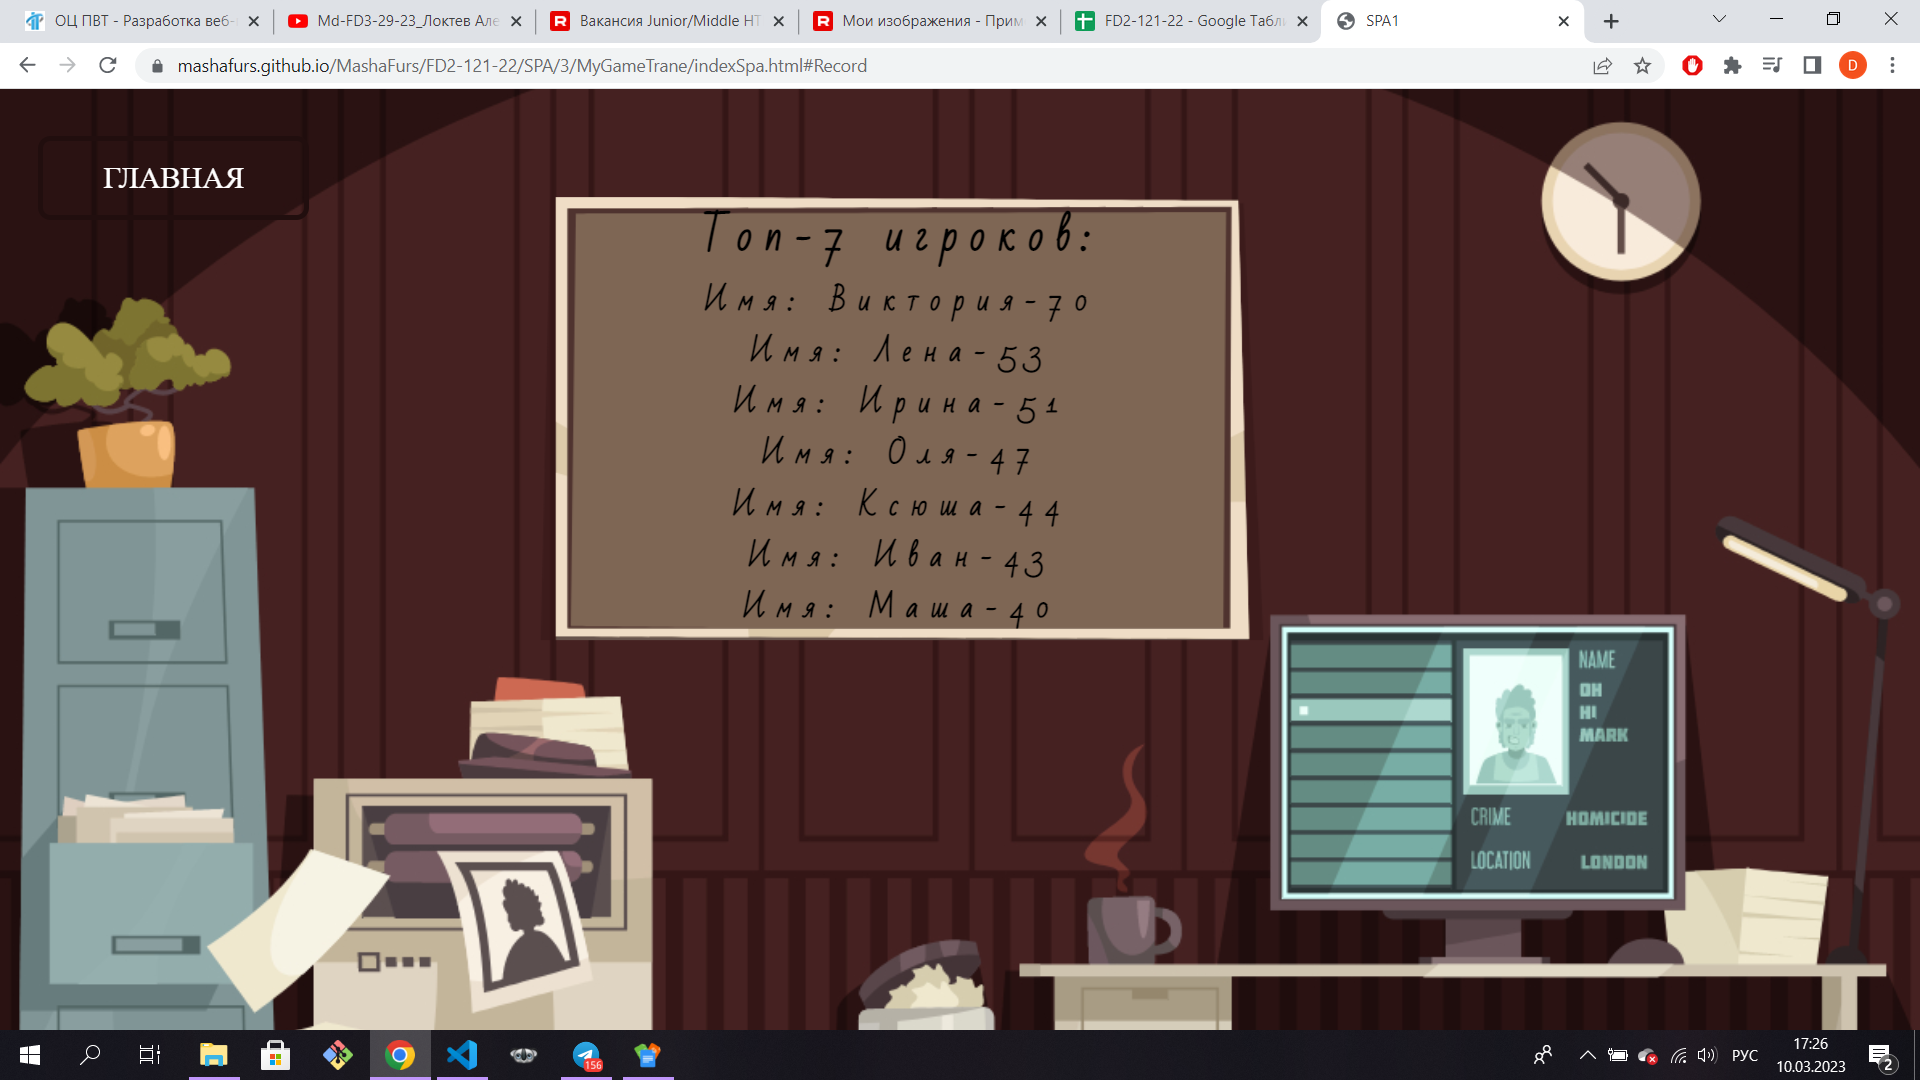 ОЦ ПВТ - Разработка веб-
Md-FD3-29-23_Локтев Але
Вакансия Junior/Middle HT
Мои изображения - Прим
FD2-121-22 - Google Табли
SPA1
mashafurs.github.io/MashaFurs/FD2-121-22/SPA/3/MyGameTrane/indexSpa.html#Record
D
ГЛАВНАЯ
Топ-7 игроков:
Имя: Виктория-70
Имя: Лена-53
Имя: Ирина-51
Имя: Оля-47
Имя: Ксюша-44
Имя: Иван-43
Имя: Маша-40
NAME
OH
HI
MARK
CRIME HOMICIDE
LOCATION LONDON
156
РУС
17:26
10.03.2023
2